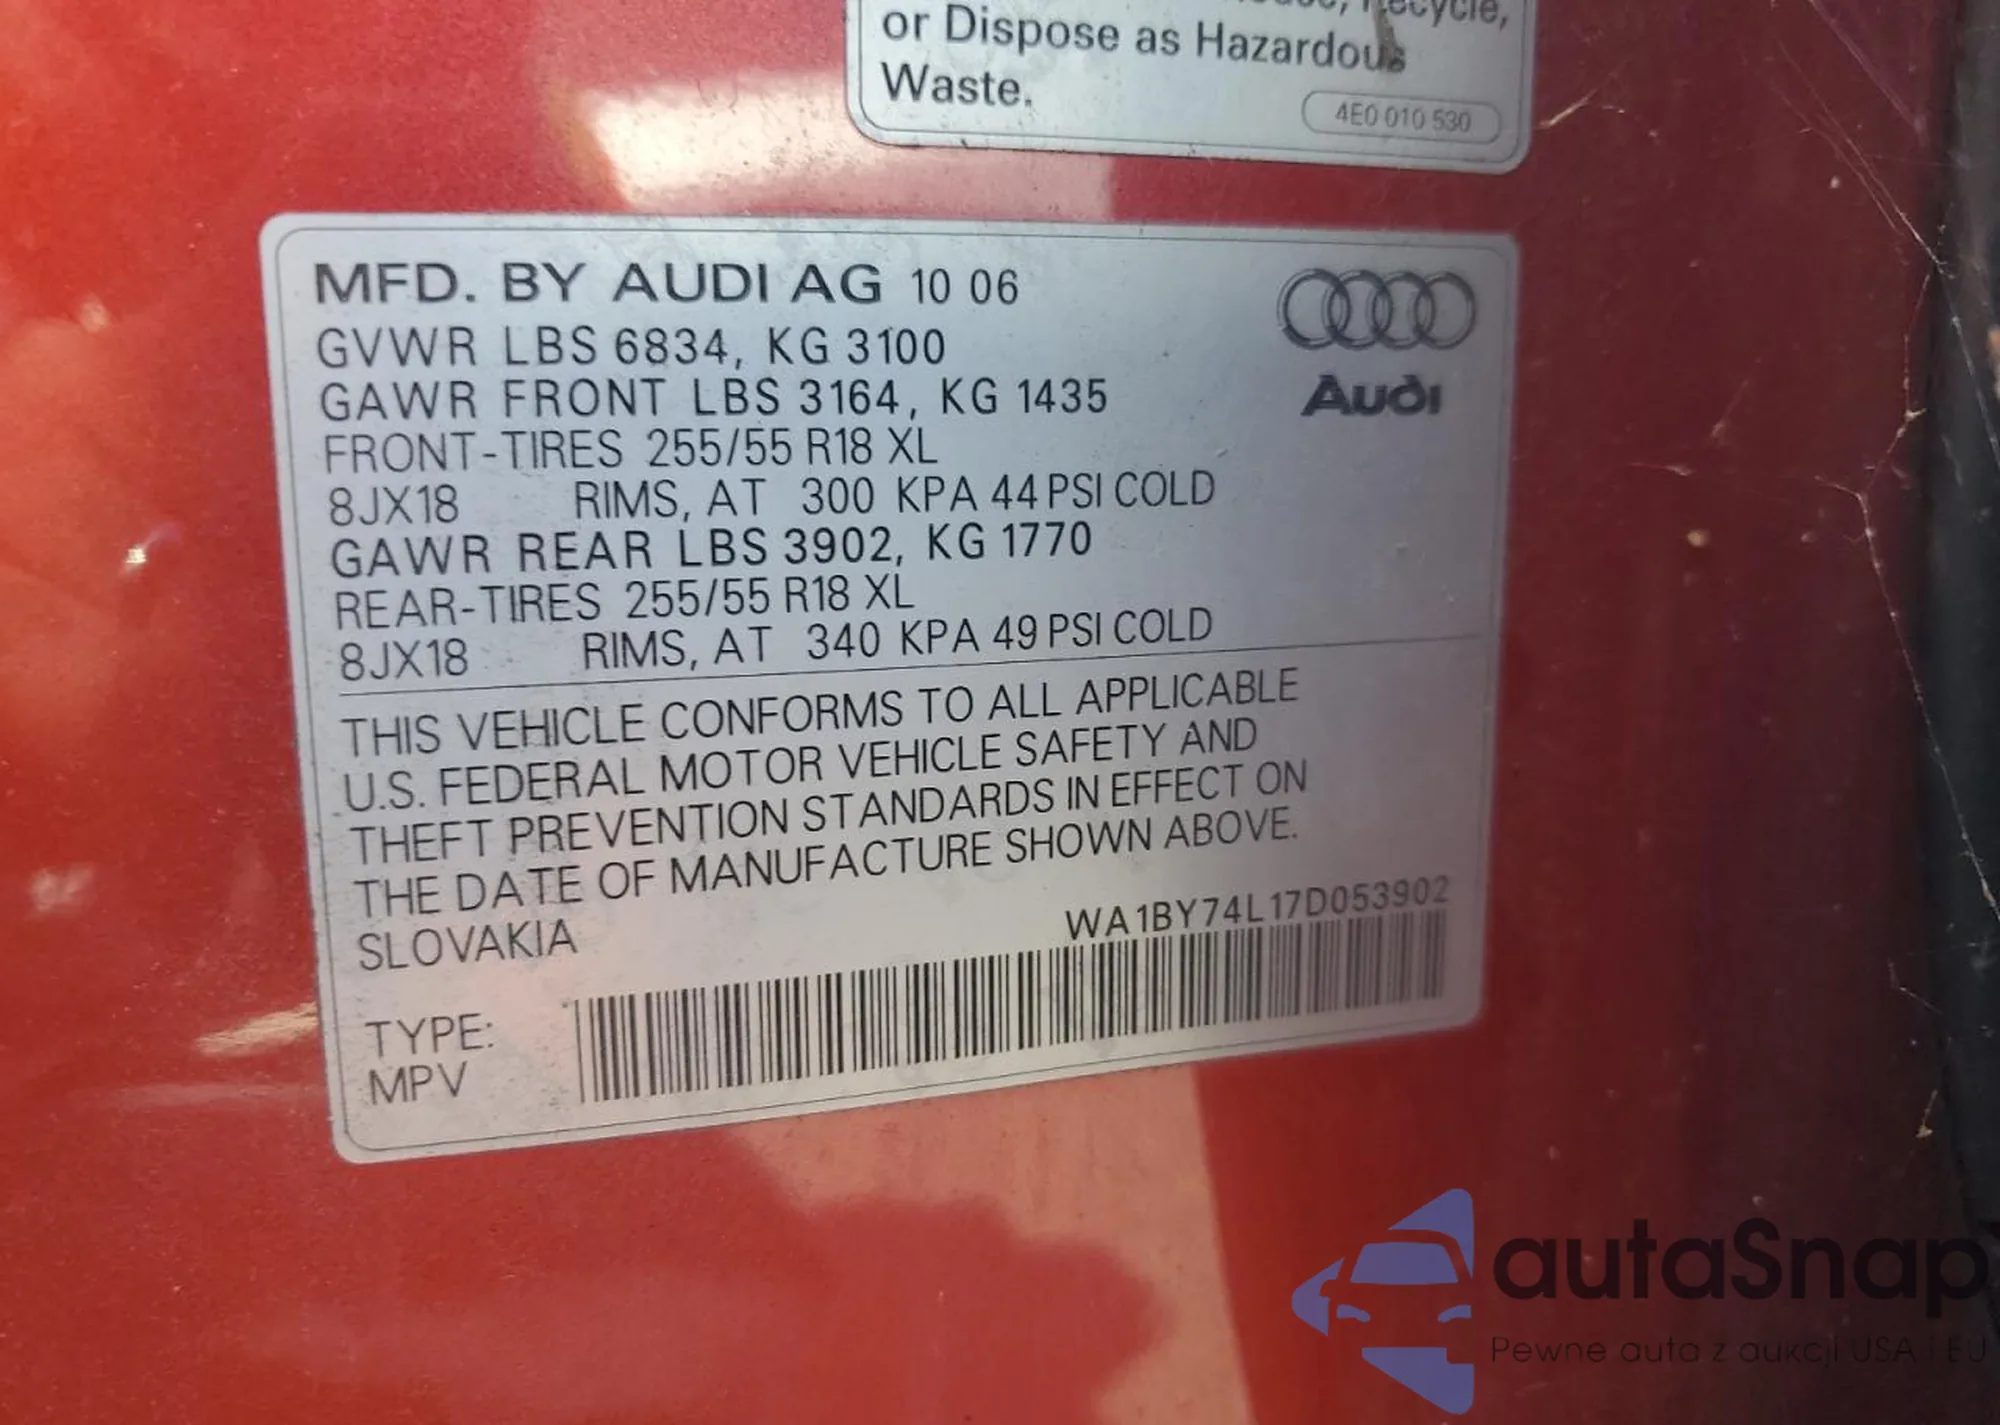 Recycle,
or Dispose as Hazardous
Waste.
4E0 010 530
MFD. BY AUDI AG 10 06
GVWR LBS 6834, KG 3100
GAWR FRONT LBS 3164, KG 1435
FRONT-TIRES 255/55 R18 XL
8JX18 RIMS, AT 300 KPA 44 PSI COLD
GAWR REAR LBS 3902, KG 1770
REAR-TIRES 255/55 R18 XL
8JX18 RIMS, AT 340 KPA 49 PSI COLD
Audi
THIS VEHICLE CONFORMS TO ALL APPLICABLE
U.S. FEDERAL MOTOR VEHICLE SAFETY AND
THEFT PREVENTION STANDARDS IN EFFECT ON
THE DATE OF MANUFACTURE SHOWN ABOVE.
SLOVAKIA
WA1BY74L17D053902
TYPE:
MPV
autaSnap
Pewne auta z aukcji USA i EU